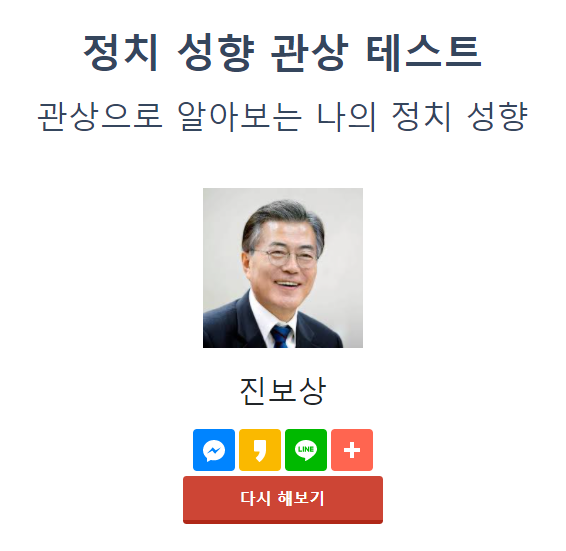 정치 성향 관상 테스트
관상으로 알아보는 나의 정치 성향
진보상
LINE
다시 해보기